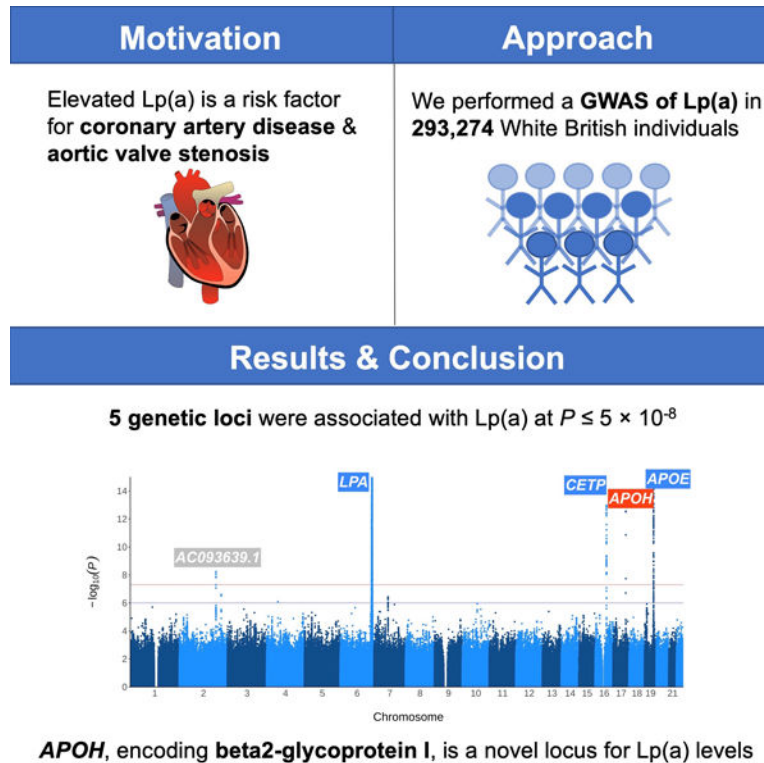 Motivation
Approach
Elevated Lp(a) is a risk factor
for coronary artery disease &
aortic valve stenosis
We performed a GWAS of Lp(a) in
293,274 White British individuals
Results & Conclusion
5 genetic loci were associated with Lp(a) at P ≤ 5 × 10⁻⁸
LPA
CETP
APOE
APOH
AC093639.1
−log₁₀(P)
14
12
10
8
6
4
2
0
1 2 3 4 5 6 7 8 9 10 11 12 13 14 16 17 18 19 21
Chromosome
APOH, encoding beta2-glycoprotein I, is a novel locus for Lp(a) levels